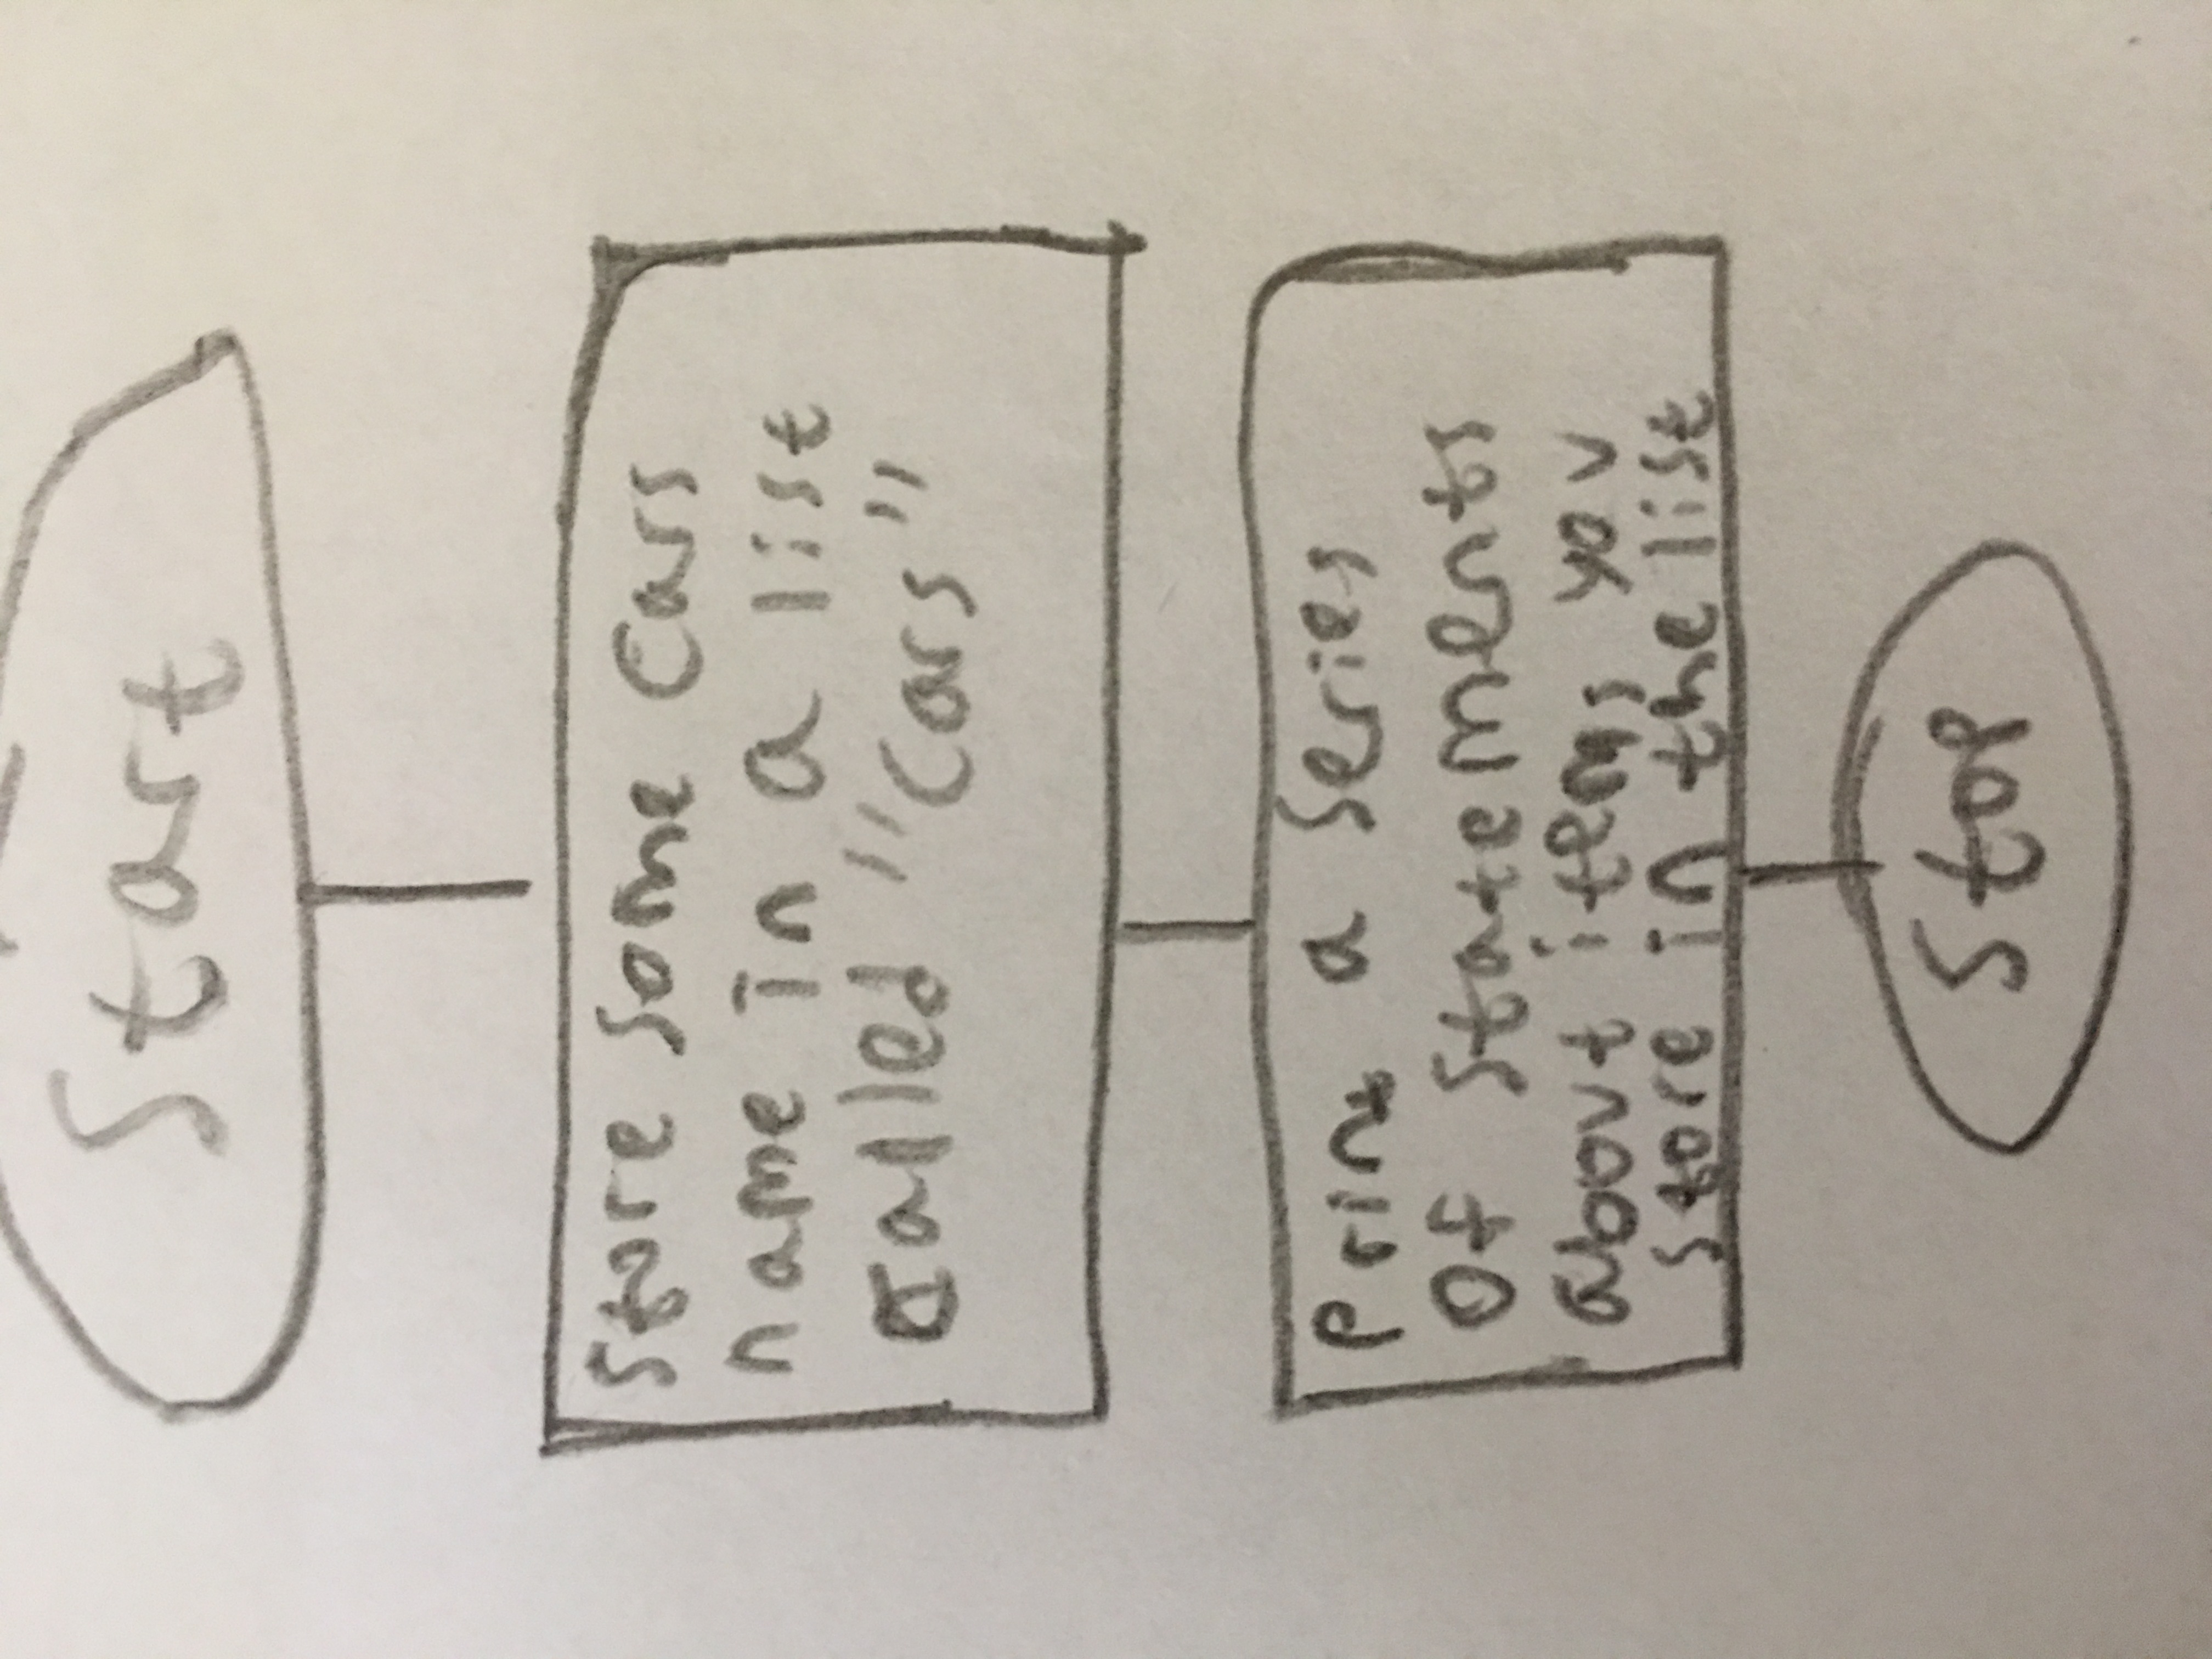 Start
Store Some Cars
name in a list
called "Cars"
Print a Series
Of Statements
about items you
store in the list
Stop